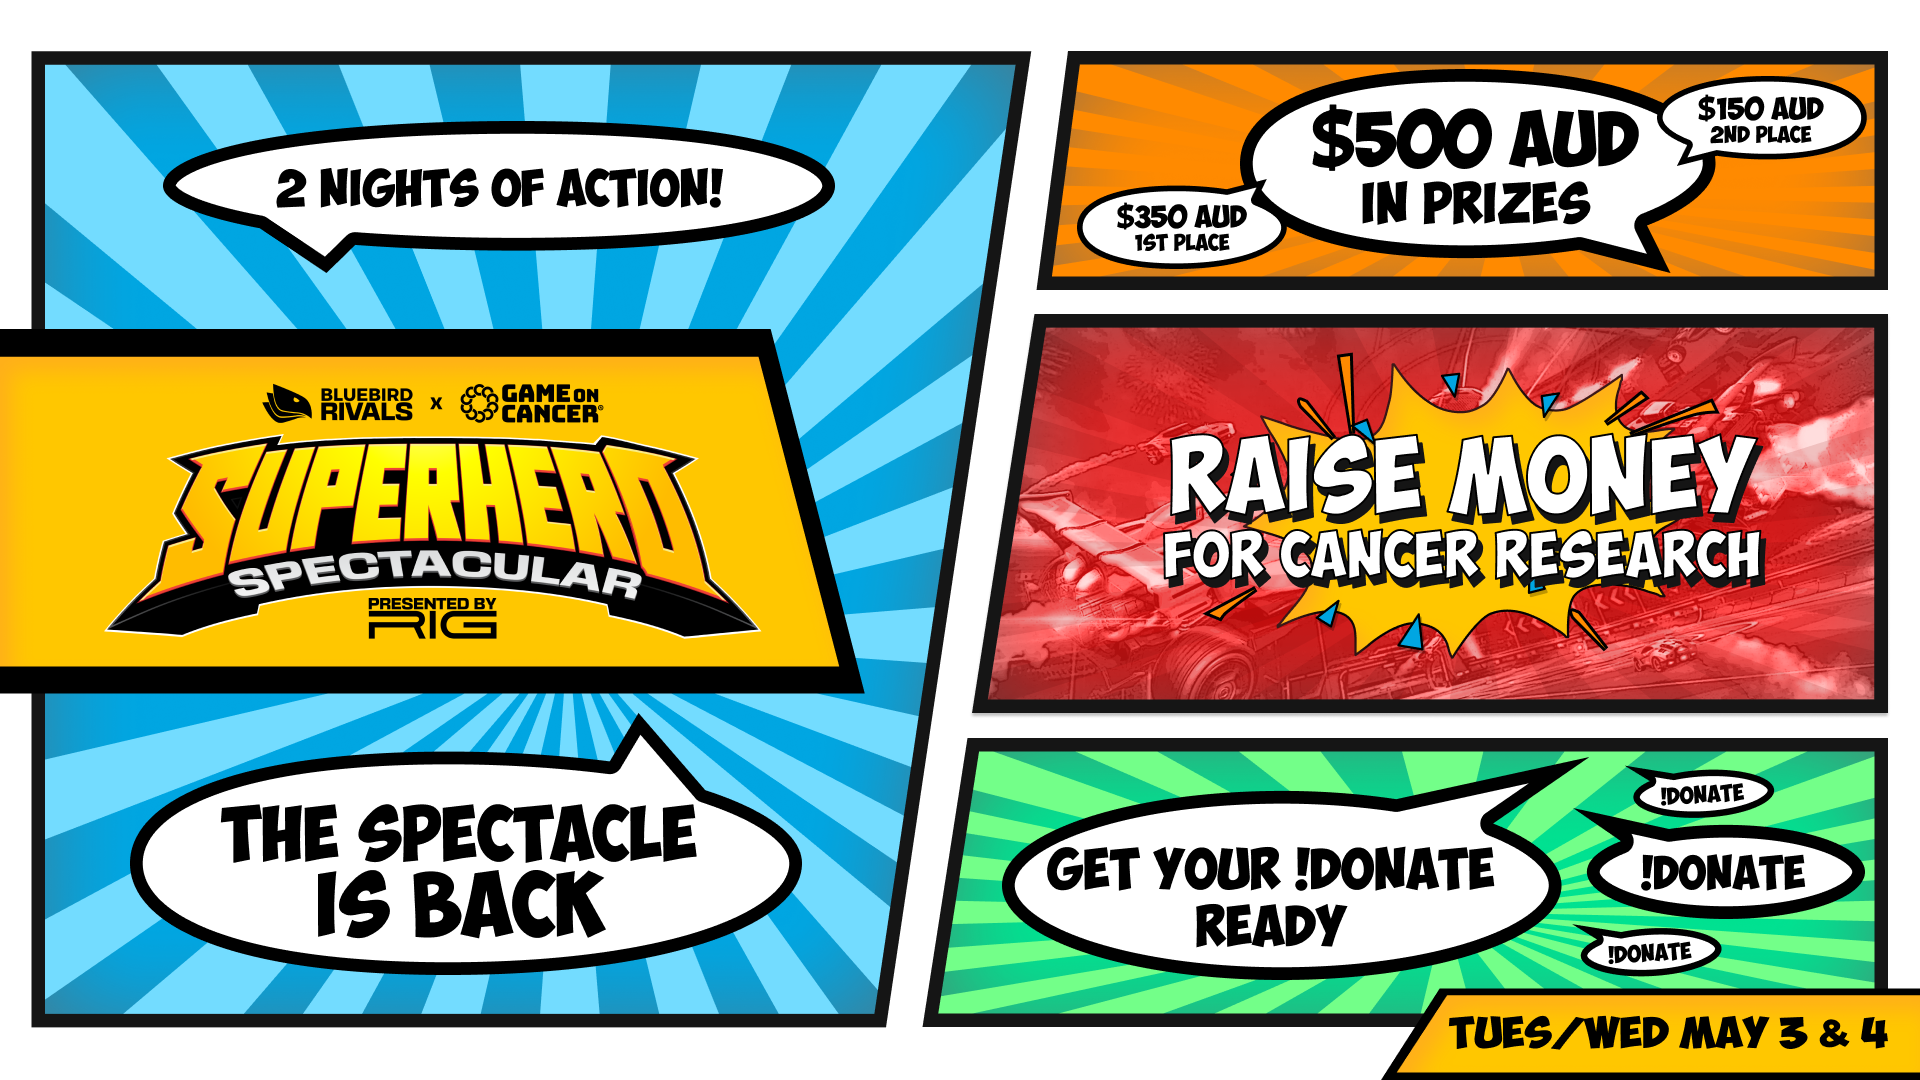 2 NIGHTS OF ACTION!
BLUEBIRD
RIVALS
x
GAME ON
CANCER®
SUPERHERO
SPECTACULAR
PRESENTED BY
RIG
THE SPECTACLE
IS BACK
$500 AUD
IN PRIZES
$150 AUD
2ND PLACE
$350 AUD
1ST PLACE
RAISE MONEY
FOR CANCER RESEARCH
GET YOUR !DONATE
READY
!DONATE
!DONATE
!DONATE
TUES/WED MAY 3 & 4